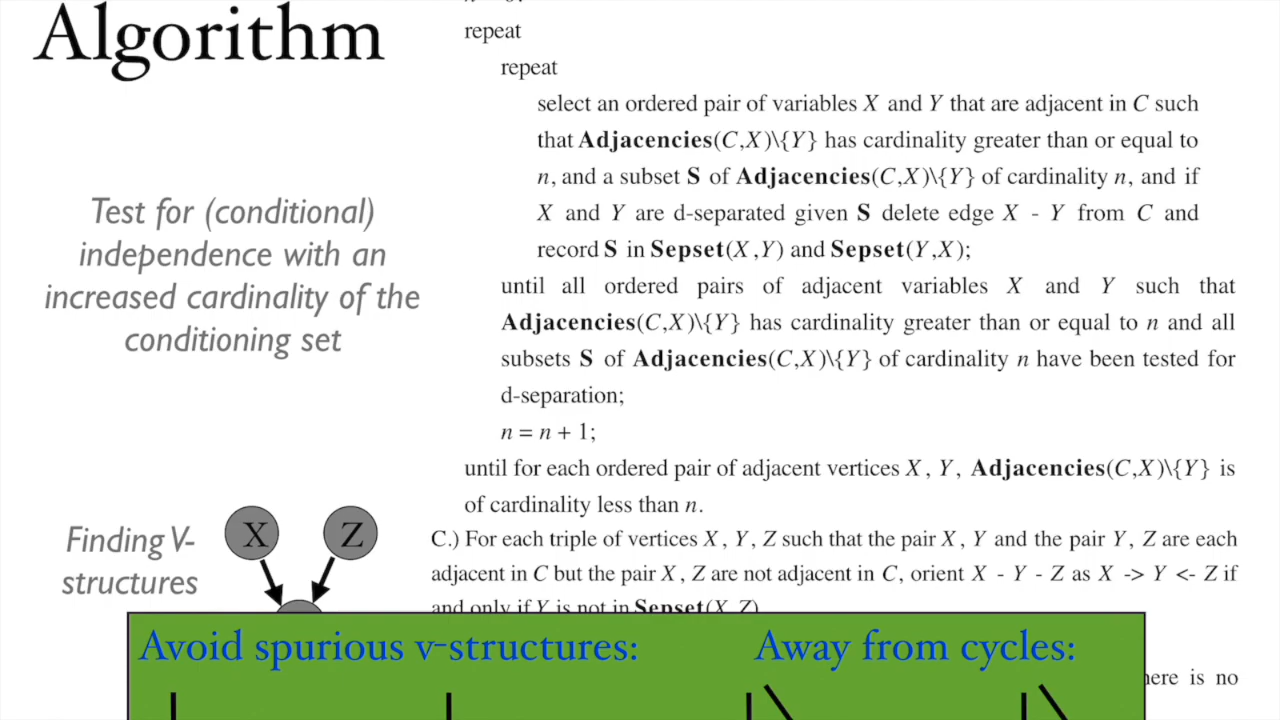 Algorithm
repeat
repeat
select an ordered pair of variables X and Y that are adjacent in C such
that Adjacencies(C,X)\{Y} has cardinality greater than or equal to
n, and a subset S of Adjacencies(C,X)\{Y} of cardinality n, and if
X and Y are d-separated given S delete edge X - Y from C and
record S in Sepset(X,Y) and Sepset(Y,X);
until all ordered pairs of adjacent variables X and Y such that
Adjacencies(C,X)\{Y} has cardinality greater than or equal to n and all
subsets S of Adjacencies(C,X)\{Y} of cardinality n have been tested for
d-separation;
n = n + 1;
until for each ordered pair of adjacent vertices X, Y, Adjacencies(C,X)\{Y} is
of cardinality less than n.
Test for (conditional)
independence with an
increased cardinality of the
conditioning set
Finding V-
structures
X Z
C.) For each triple of vertices X, Y, Z such that the pair X, Y and the pair Y, Z are each
adjacent in C but the pair X, Z are not adjacent in C, orient X - Y - Z as X -> Y <- Z if
and only if Y is not in Sepset(X,Z)
Avoid spurious v-structures:
Away from cycles:
here is no